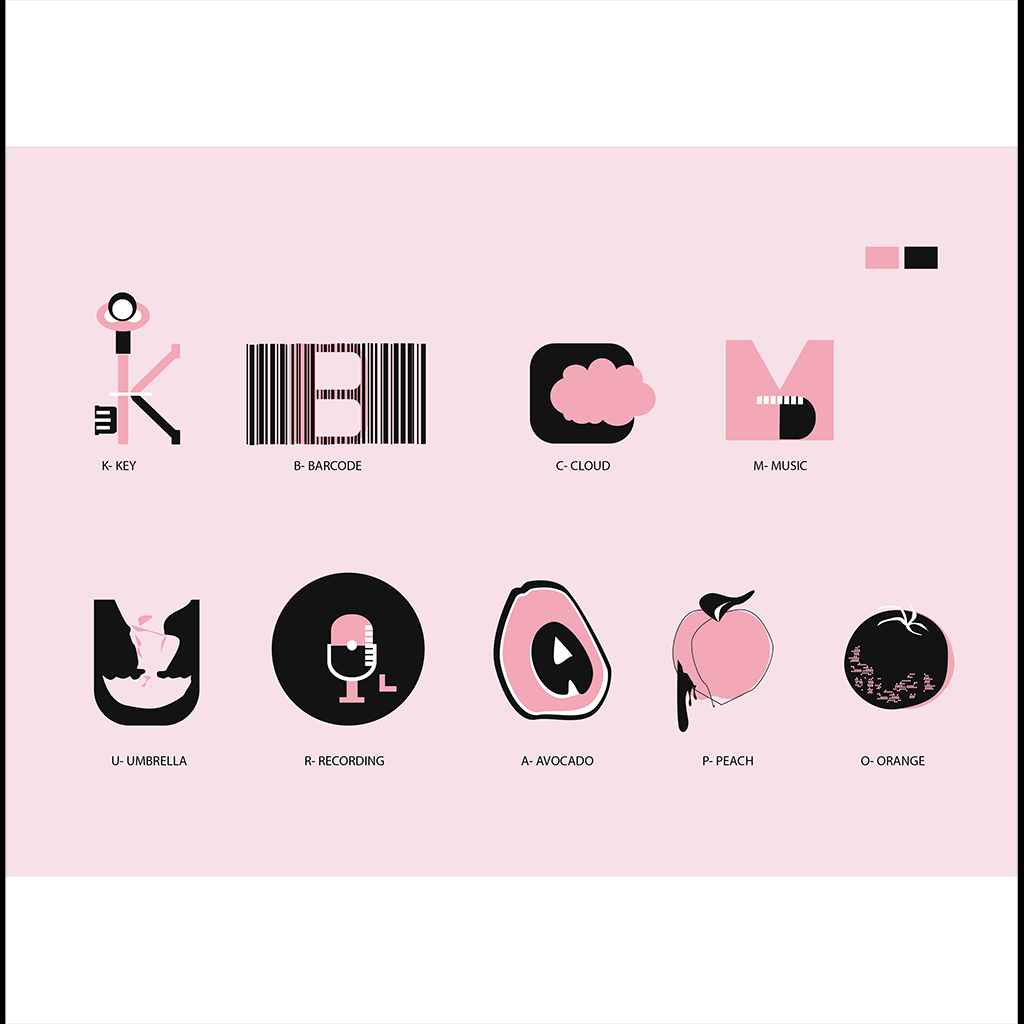 K- KEY
B- BARCODE
C- CLOUD
M- MUSIC
U- UMBRELLA
R- RECORDING
A- AVOCADO
P- PEACH
O- ORANGE